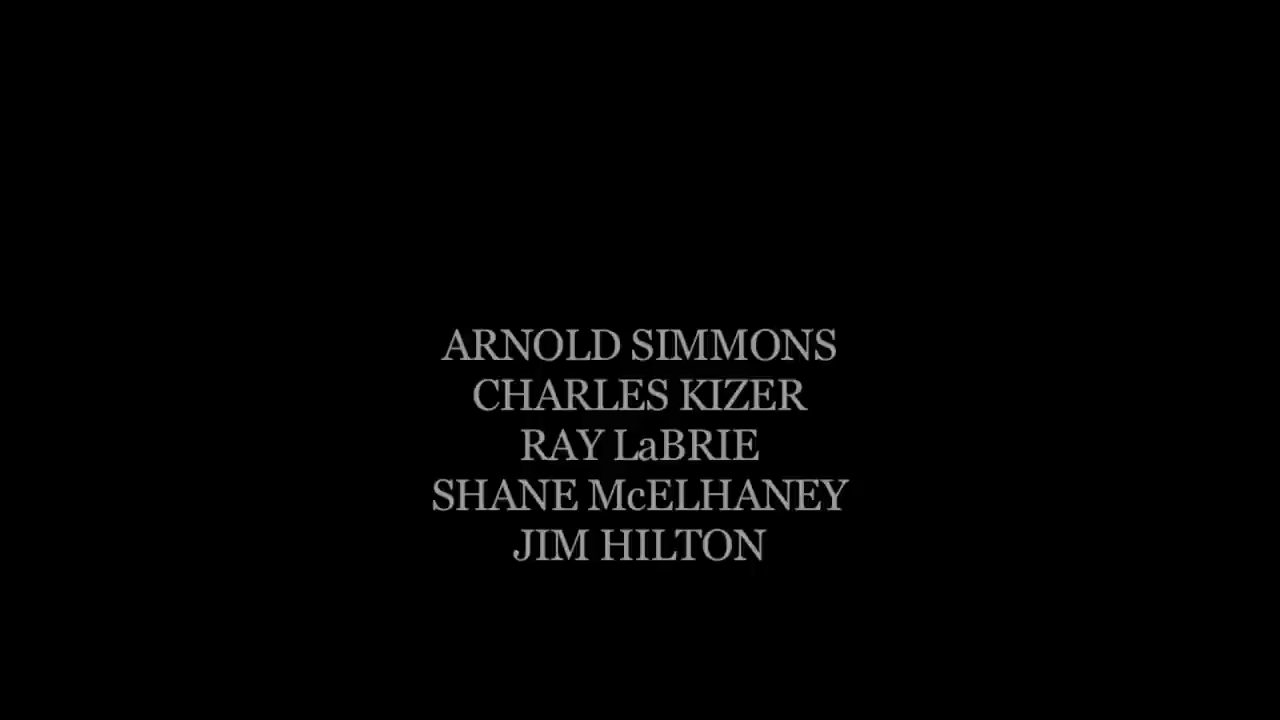 ARNOLD SIMMONS
CHARLES KIZER
RAY LaBRIE
SHANE McELHANEY
JIM HILTON